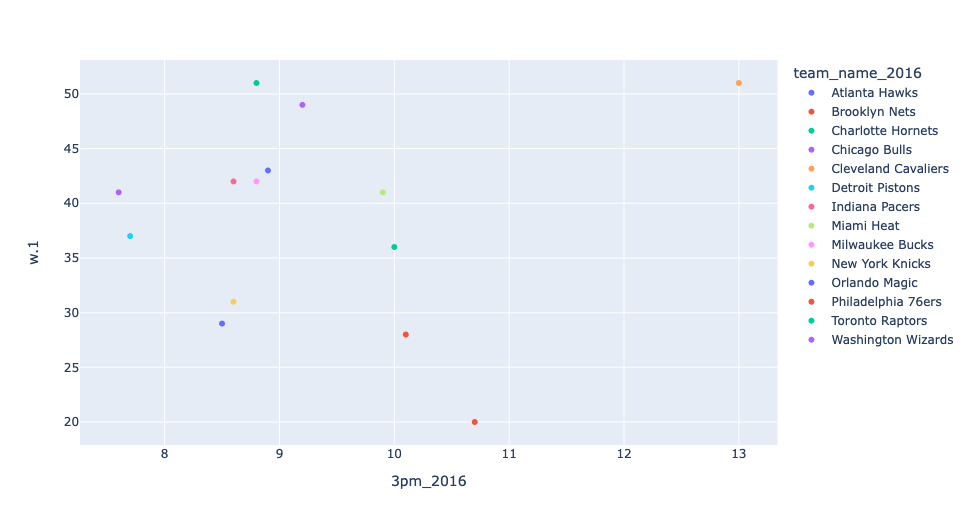 team_name_2016
Atlanta Hawks
Brooklyn Nets
Charlotte Hornets
Chicago Bulls
Cleveland Cavaliers
Detroit Pistons
Indiana Pacers
Miami Heat
Milwaukee Bucks
New York Knicks
Orlando Magic
Philadelphia 76ers
Toronto Raptors
Washington Wizards
50
45
40
35
30
25
20
w.1
8 9 10 11 12 13
3pm_2016